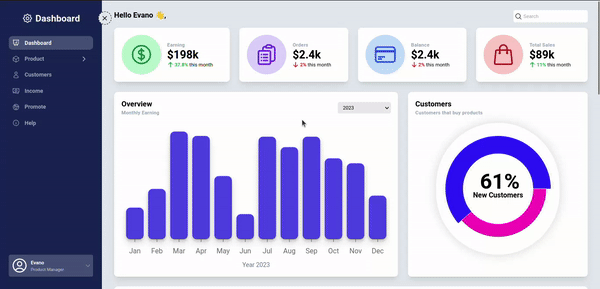 Dashboard
Dashboard
Product
Customers
Income
Promote
Help
Evano
Product Manager
Hello Evano 👋,
Search
Earning
$198k
↑ 37.8% this month
Orders
$2.4k
↓ 2% this month
Balance
$2.4k
↓ 2% this month
Total Sales
$89k
↑ 11% this month
Overview
Monthly Earning
2023
Jan Feb Mar Apr May Jun Jul Aug Sep Oct Nov Dec
Year 2023
Customers
Customers that buy products
61%
New Customers